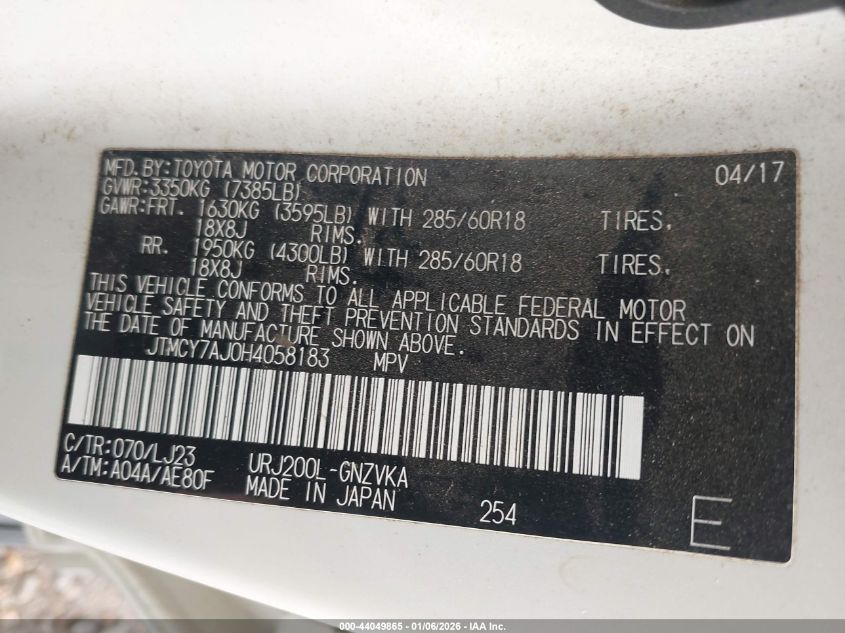 MFD.BY:TOYOTA MOTOR CORPORATION 04/17
GVWR:3350KG (7385LB)
GAWR:FRT. 1630KG (3595LB) WITH 285/60R18 TIRES,
18X8J RIMS.
RR. 1950KG (4300LB) WITH 285/60R18 TIRES,
18X8J RIMS.
THIS VEHICLE CONFORMS TO ALL APPLICABLE FEDERAL MOTOR
VEHICLE SAFETY AND THEFT PREVENTION STANDARDS IN EFFECT ON
THE DATE OF MANUFACTURE SHOWN ABOVE.
JTMCY7AJ0H4058183 MPV
C/TR:070/LJ23 URJ200L-GNZVKA
A/TM:A04A/AE80F MADE IN JAPAN 254 E
000-44049865 - 01/06/2026 - IAA Inc.